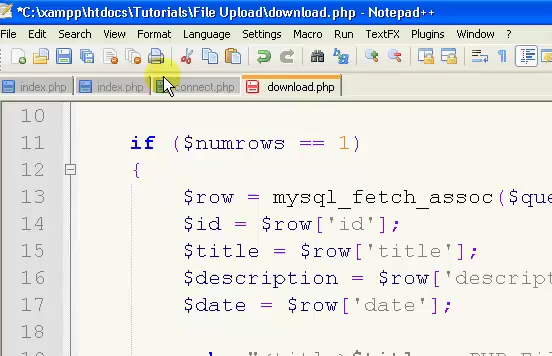 *C:\xampp\htdocs\Tutorials\File Upload\download.php - Notepad++
File Edit Search View Format Language Settings Macro Run TextFX Plugins Window ?
index.php index.php connect.php download.php
10
11 if ($numrows == 1)
12 {
13 $row = mysql_fetch_assoc($que
14 $id = $row['id'];
15 $title = $row['title'];
16 $description = $row['descript
17 $date = $row['date'];
18